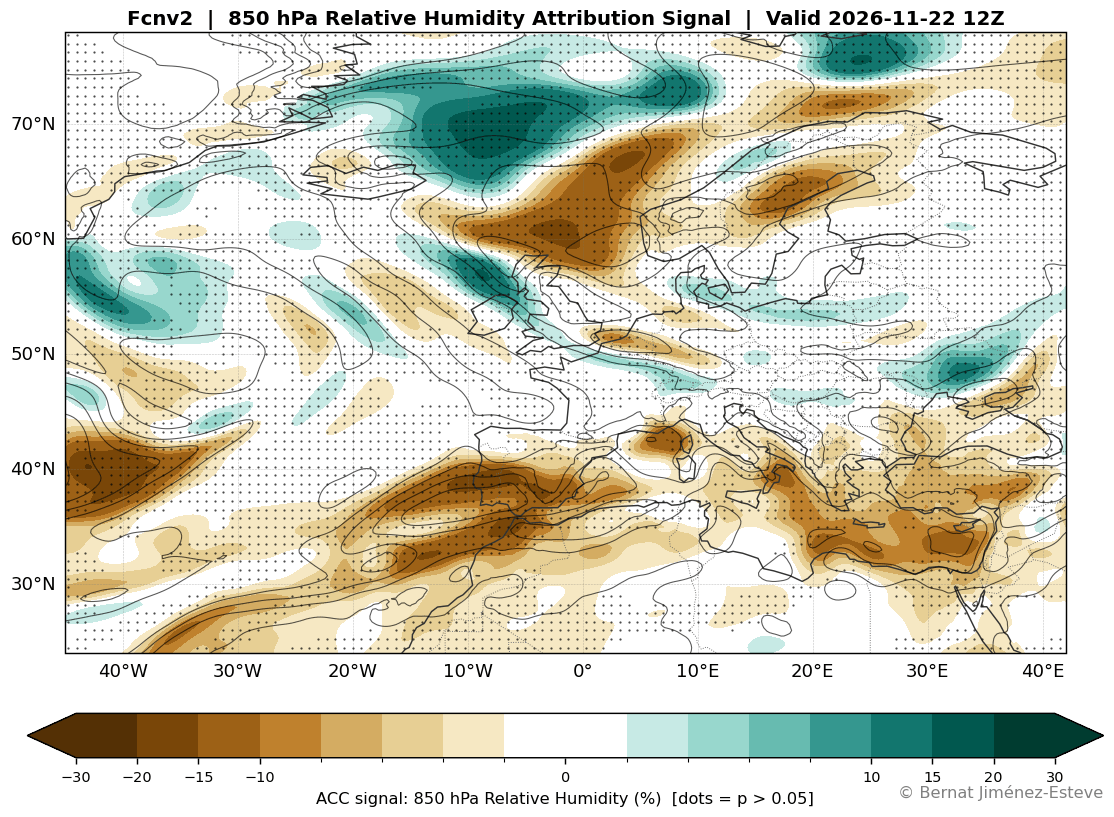 Fcnv2 | 850 hPa Relative Humidity Attribution Signal | Valid 2026-11-22 12Z
70°N
60°N
50°N
40°N
30°N
40°W 30°W 20°W 10°W 0° 10°E 20°E 30°E 40°E
−30 −20 −15 −10 0 10 15 20 30
ACC signal: 850 hPa Relative Humidity (%) [dots = p > 0.05]
© Bernat Jiménez-Esteve